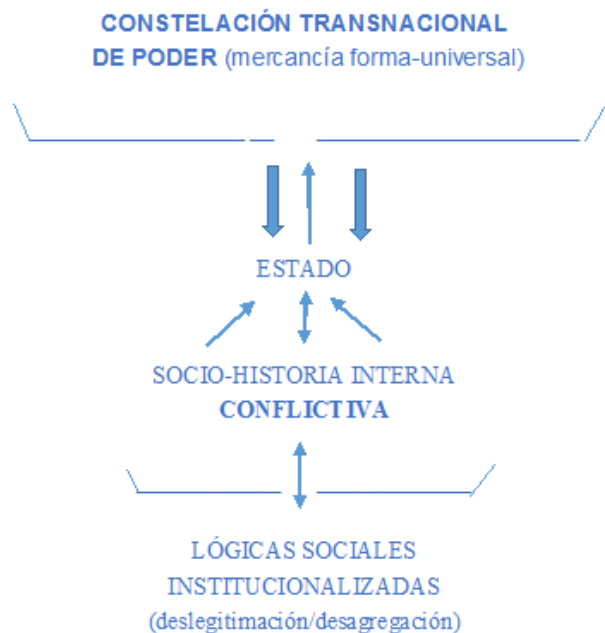 CONSTELACIÓN TRANSNACIONAL
DE PODER (mercancía forma-universal)
ESTADO
SOCIO-HISTORIA INTERNA
CONFLICTIVA
LÓGICAS SOCIALES
INSTITUCIONALIZADAS
(deslegitimación/desagregación)